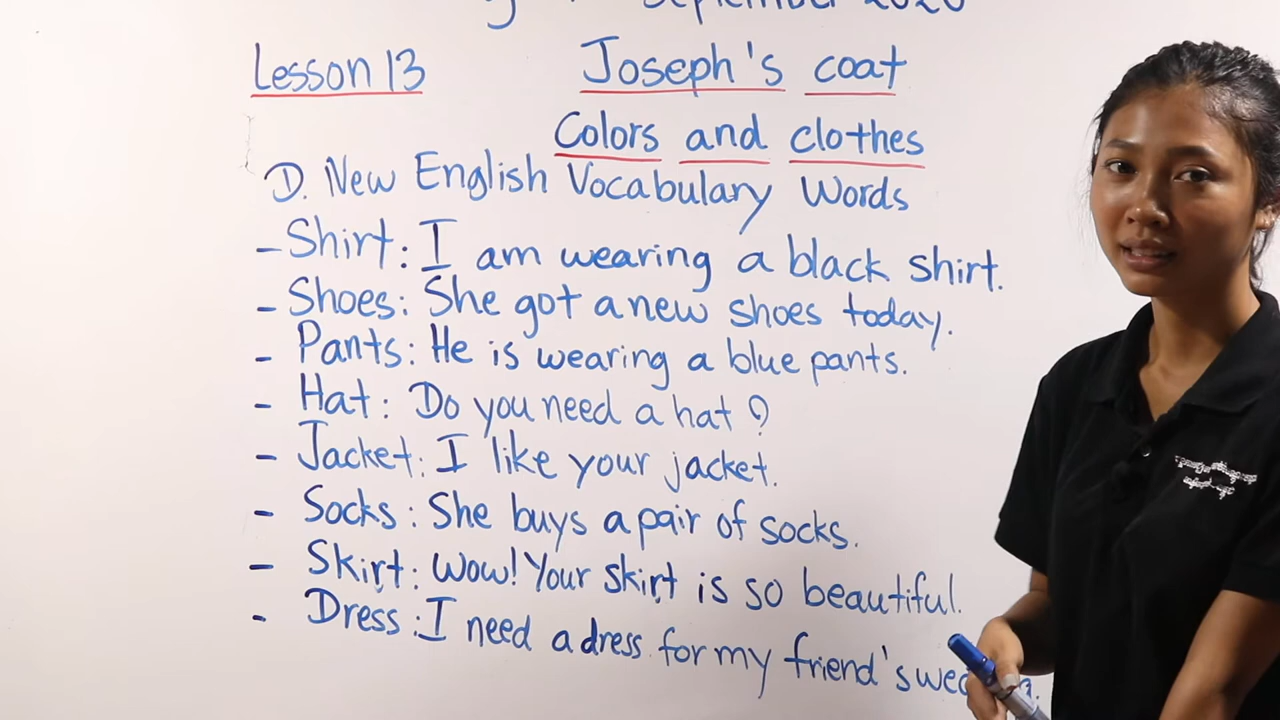 September 2020
Lesson 13 Joseph's coat
Colors and clothes
D. New English Vocabulary Words
- Shirt: I am wearing a black shirt.
- Shoes: She got a new shoes today.
- Pants: He is wearing a blue pants.
- Hat: Do you need a hat?
- Jacket: I like your jacket.
- Socks: She buys a pair of socks.
- Skirt: Wow! Your skirt is so beautiful.
- Dress: I need a dress for my friend's